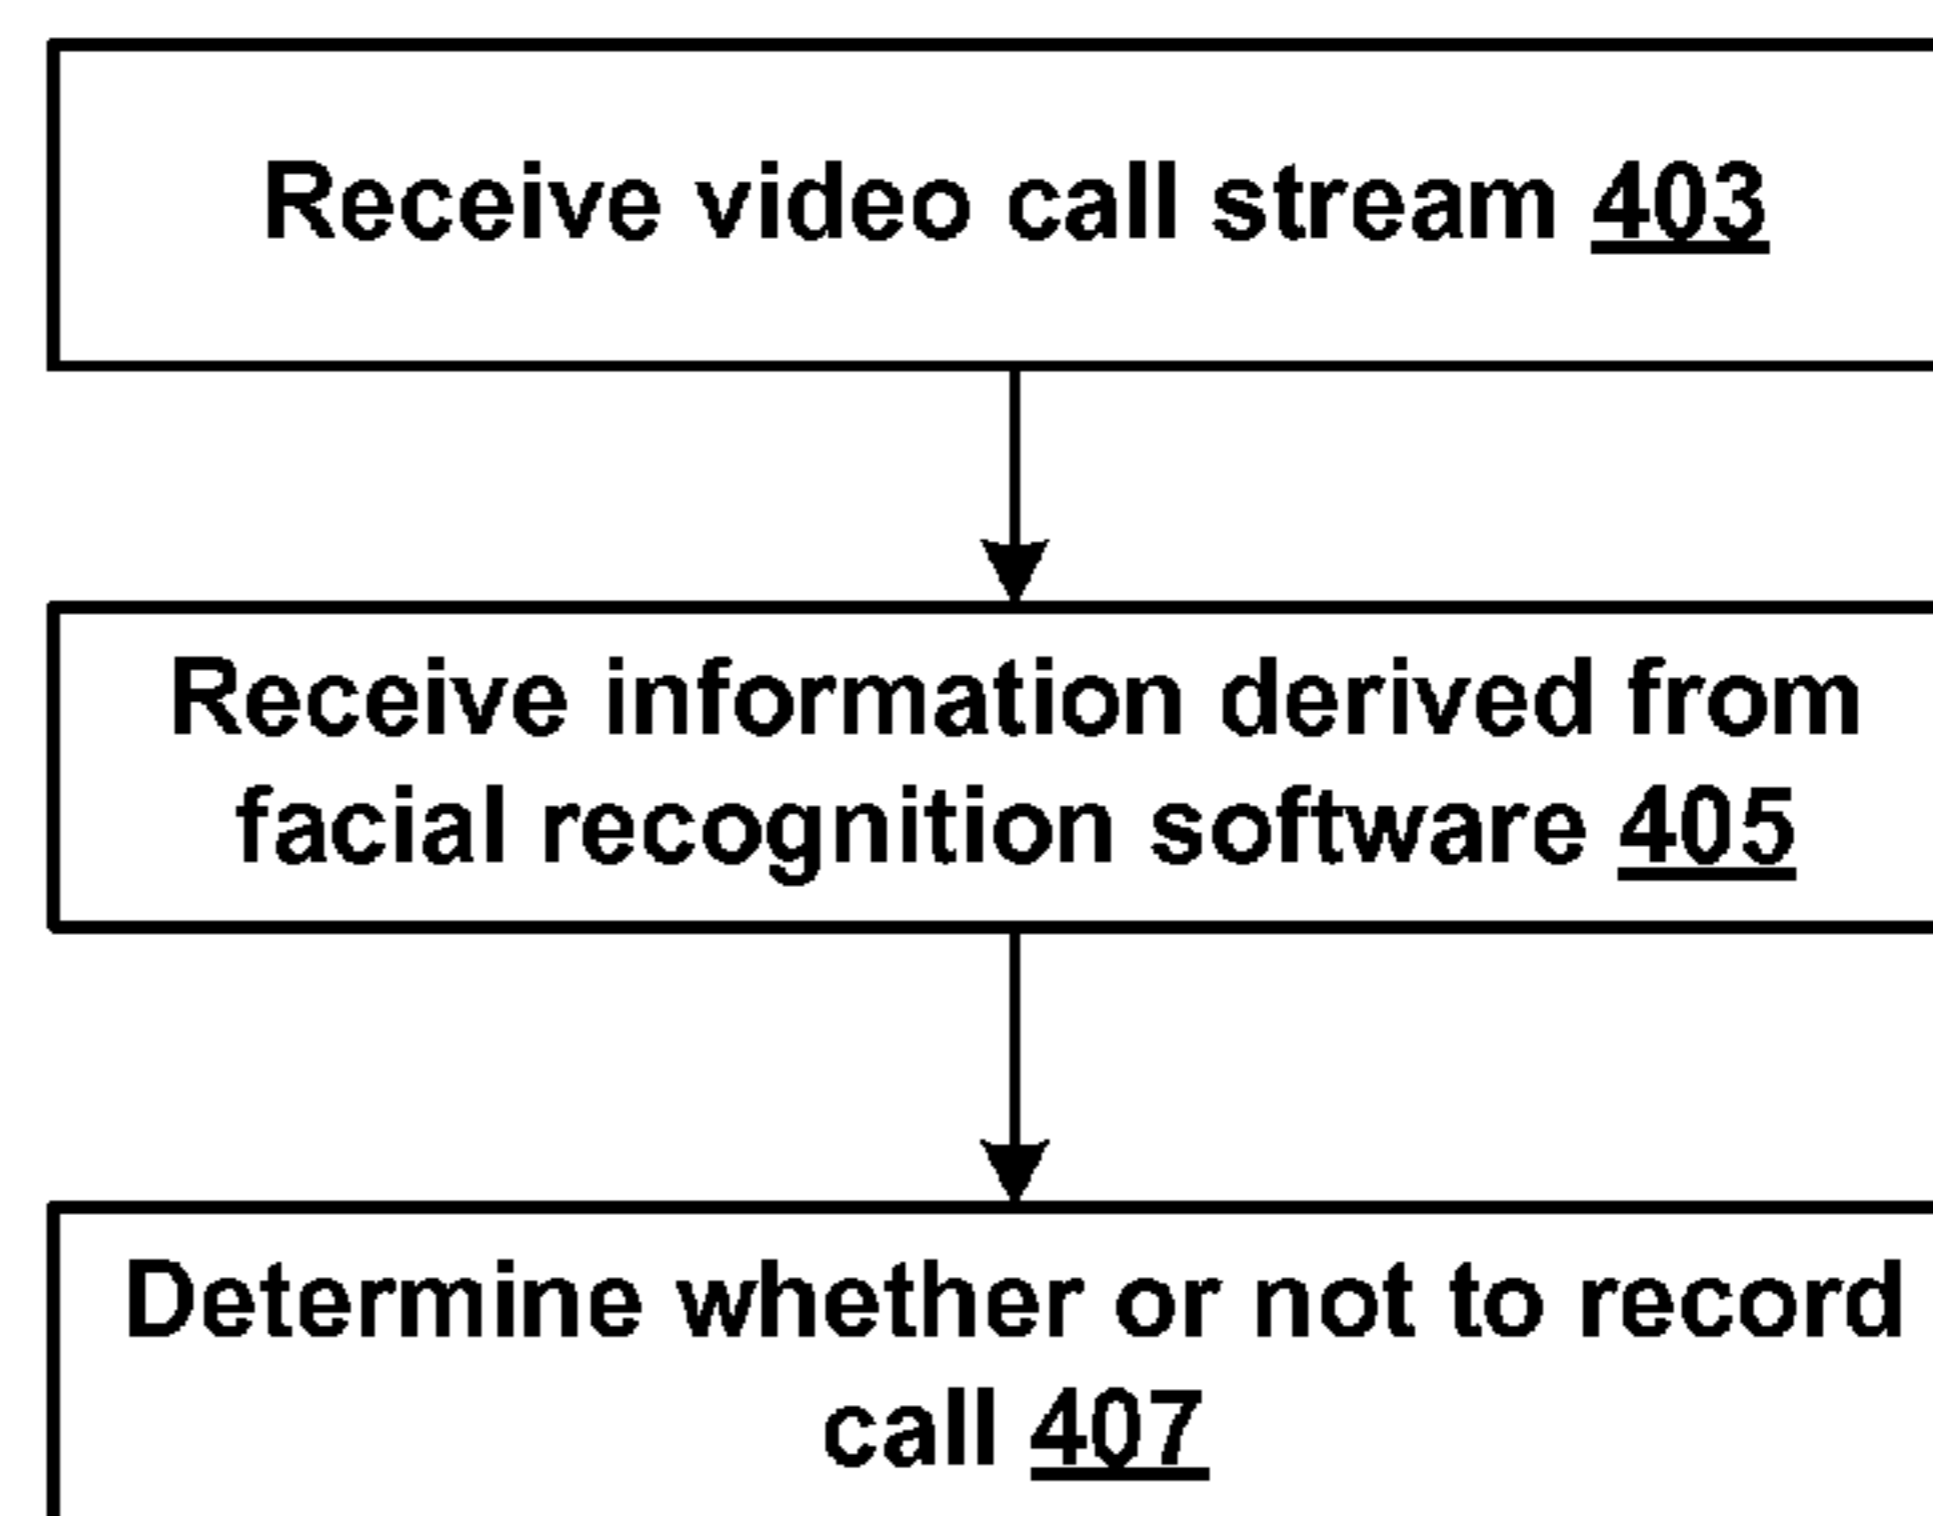 Receive video call stream 403
Receive information derived from
facial recognition software 405
Determine whether or not to record
call 407